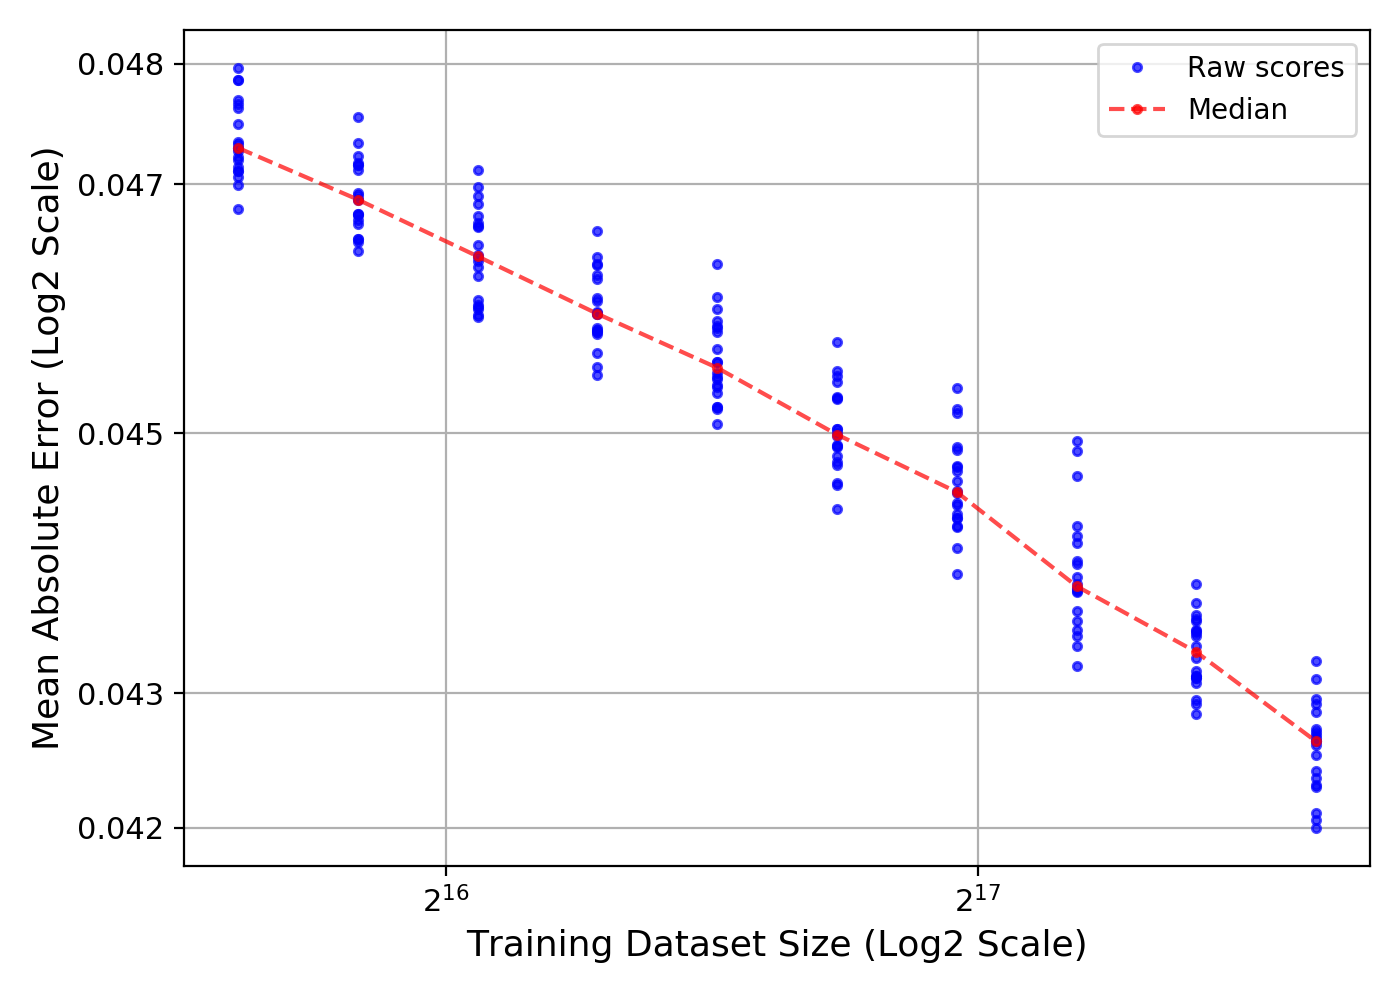 0.048
0.047
0.045
0.043
0.042
Mean Absolute Error (Log2 Scale)
Raw scores
Median
2^16
2^17
Training Dataset Size (Log2 Scale)